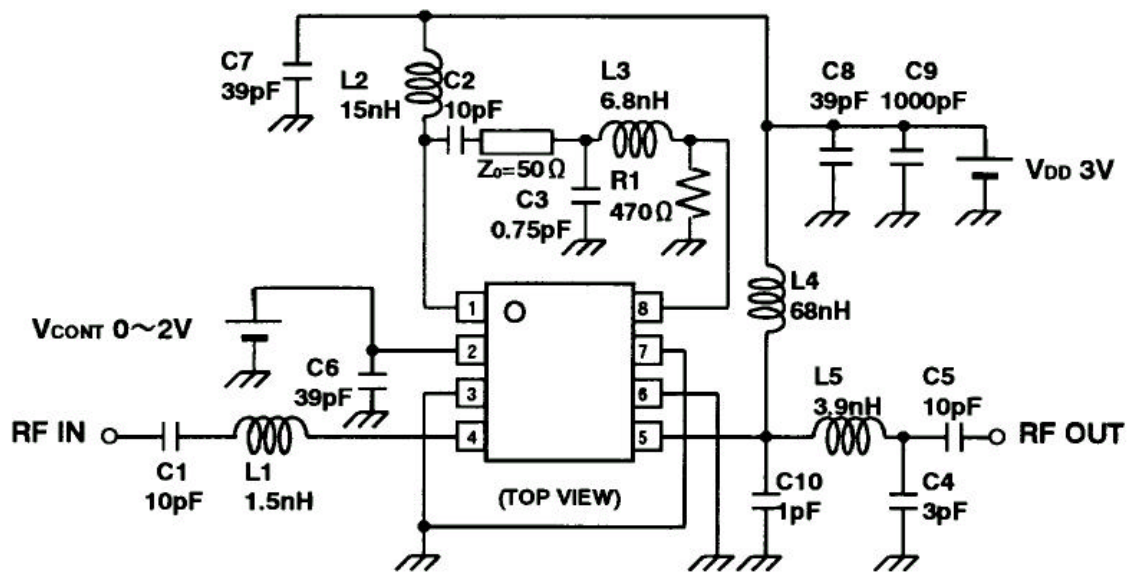 C7
39pF
L2
15nH
C2
10pF
L3
6.8nH
C8
39pF
C9
1000pF
VDD 3V
Z₀=50Ω
C3
0.75pF
R1
470Ω
L4
68nH
VCONT 0～2V
C6
39pF
1
2
3
4
8
7
6
5
L5
3.9nH
C5
10pF
RF IN
RF OUT
C1
10pF
L1
1.5nH
(TOP VIEW)
C10
1pF
C4
3pF